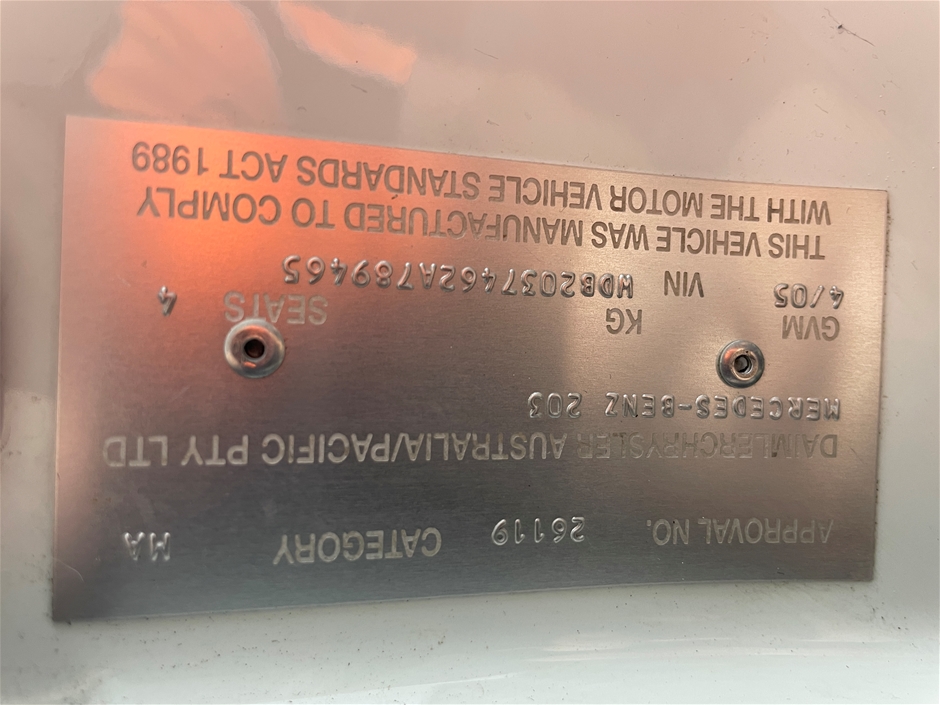 APPROVAL NO. 26119 CATEGORY MA
DAIMLERCHRYSLER AUSTRALIA/PACIFIC PTY LTD
MERCEDES-BENZ 203
GVM KG SEATS 4
4/05 VIN WDB2037462A789465
THIS VEHICLE WAS MANUFACTURED TO COMPLY
WITH THE MOTOR VEHICLE STANDARDS ACT 1989